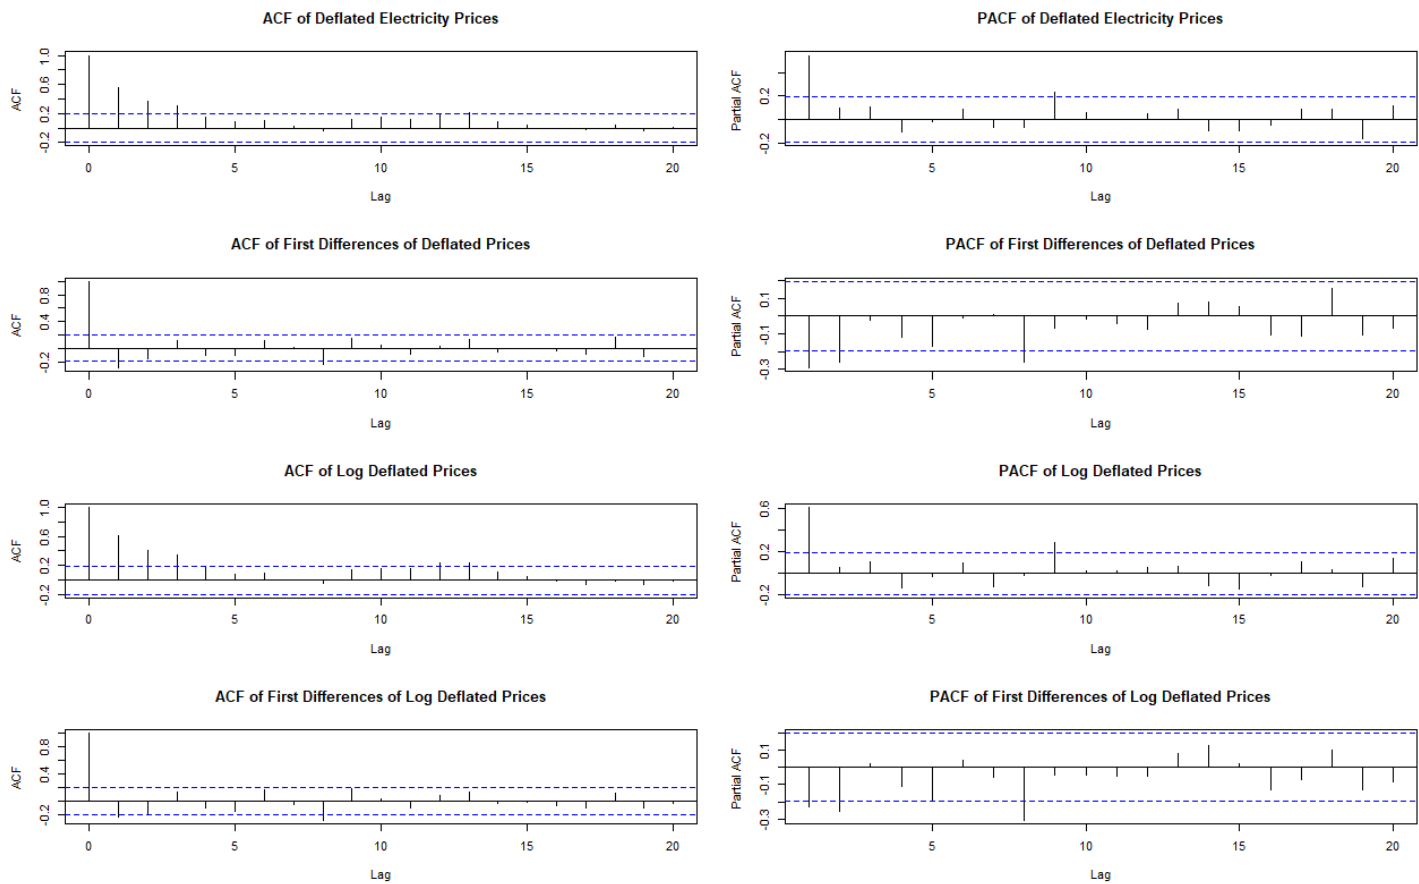 ACF of Deflated Electricity Prices
ACF
-0.2 0.2 0.6 1.0
0 5 10 15 20
Lag
PACF of Deflated Electricity Prices
Partial ACF
-0.2 0.2
5 10 15 20
Lag
ACF of First Differences of Deflated Prices
ACF
-0.2 0.4 0.8
0 5 10 15 20
Lag
PACF of First Differences of Deflated Prices
Partial ACF
-0.3 -0.1 0.1
5 10 15 20
Lag
ACF of Log Deflated Prices
ACF
-0.2 0.2 0.6 1.0
0 5 10 15 20
Lag
PACF of Log Deflated Prices
Partial ACF
-0.2 0.2 0.6
5 10 15 20
Lag
ACF of First Differences of Log Deflated Prices
ACF
-0.2 0.4 0.8
0 5 10 15 20
Lag
PACF of First Differences of Log Deflated Prices
Partial ACF
-0.3 -0.1 0.1
5 10 15 20
Lag